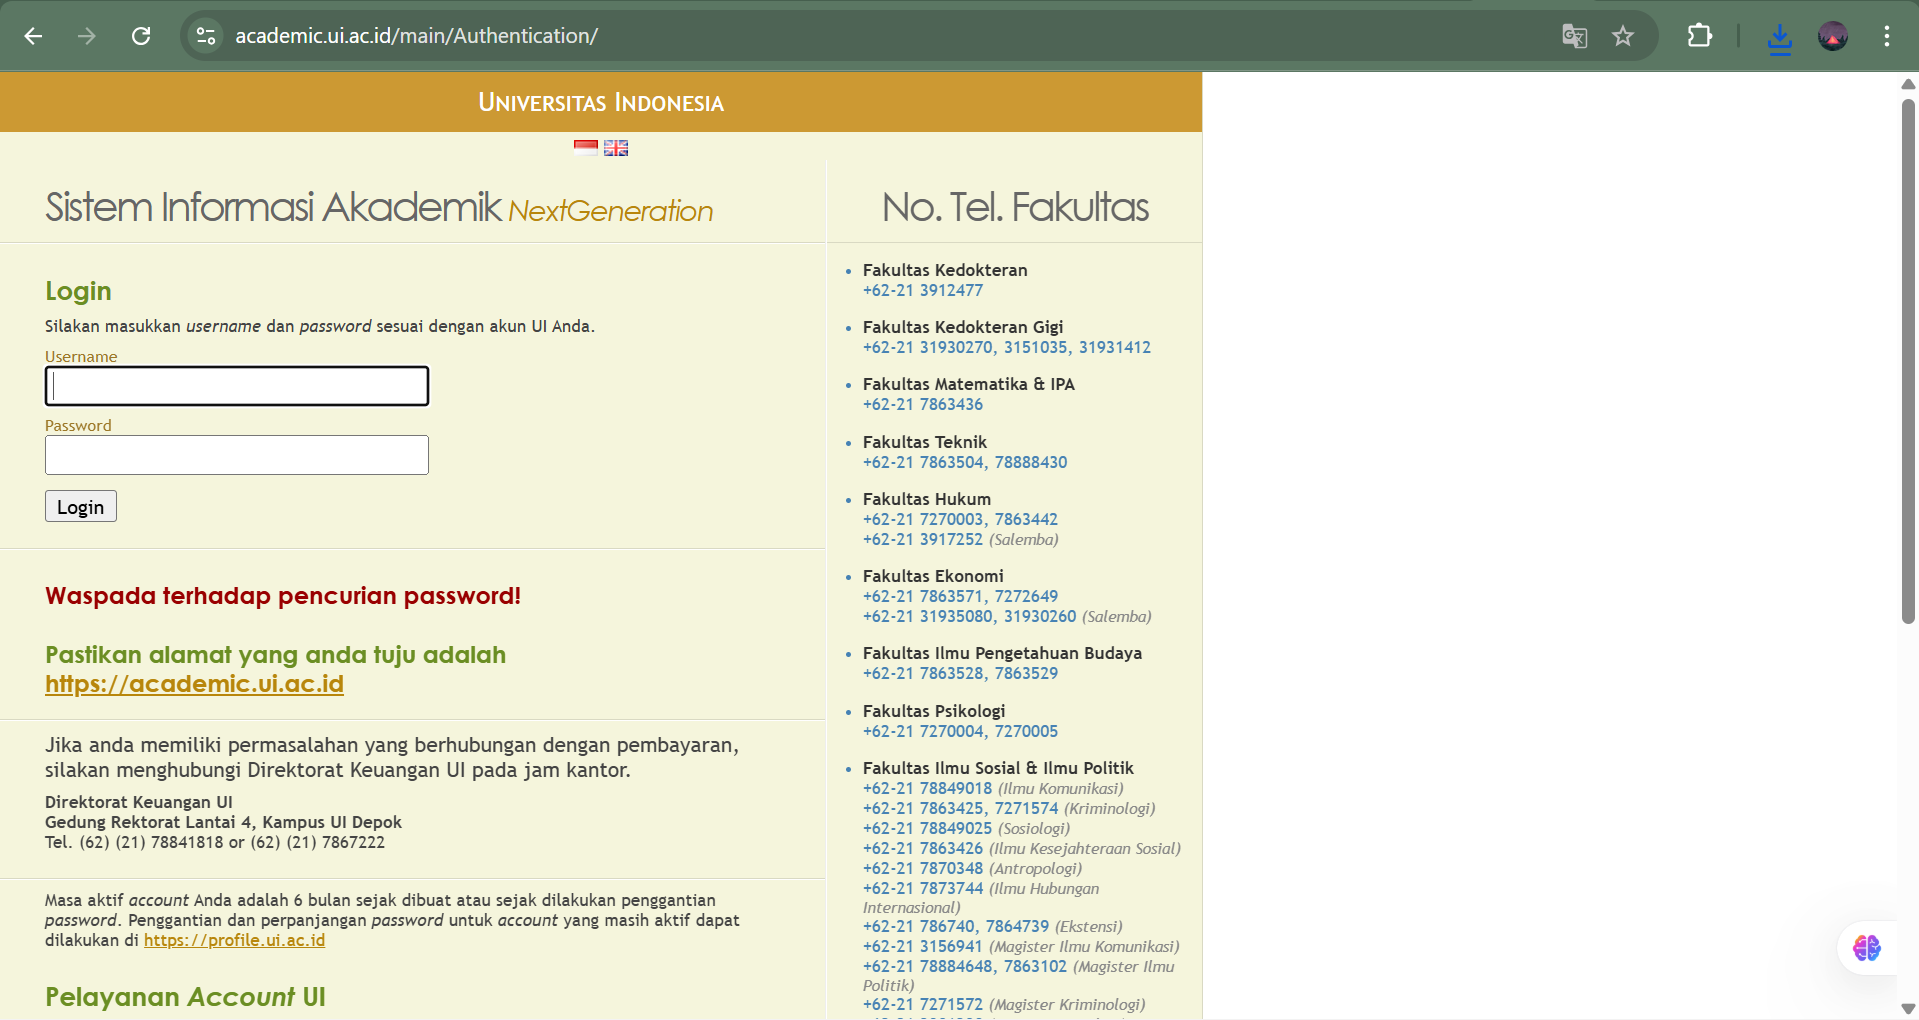 academic.ui.ac.id/main/Authentication/
UNIVERSITAS INDONESIA
Sistem Informasi Akademik NextGeneration
Login
Silakan masukkan username dan password sesuai dengan akun UI Anda.
Username
Password
Login
Waspada terhadap pencurian password!
Pastikan alamat yang anda tuju adalah
https://academic.ui.ac.id
Jika anda memiliki permasalahan yang berhubungan dengan pembayaran,
silakan menghubungi Direktorat Keuangan UI pada jam kantor.
Direktorat Keuangan UI
Gedung Rektorat Lantai 4, Kampus UI Depok
Tel. (62) (21) 78841818 or (62) (21) 7867222
Masa aktif account Anda adalah 6 bulan sejak dibuat atau sejak dilakukan penggantian
password. Penggantian dan perpanjangan password untuk account yang masih aktif dapat
dilakukan di https://profile.ui.ac.id
Pelayanan Account UI
No. Tel. Fakultas
Fakultas Kedokteran
+62-21 3912477
Fakultas Kedokteran Gigi
+62-21 31930270, 3151035, 31931412
Fakultas Matematika & IPA
+62-21 7863436
Fakultas Teknik
+62-21 7863504, 78888430
Fakultas Hukum
+62-21 7270003, 7863442
+62-21 3917252 (Salemba)
Fakultas Ekonomi
+62-21 7863571, 7272649
+62-21 31935080, 31930260 (Salemba)
Fakultas Ilmu Pengetahuan Budaya
+62-21 7863528, 7863529
Fakultas Psikologi
+62-21 7270004, 7270005
Fakultas Ilmu Sosial & Ilmu Politik
+62-21 78849018 (Ilmu Komunikasi)
+62-21 7863425, 7271574 (Kriminologi)
+62-21 78849025 (Sosiologi)
+62-21 7863426 (Ilmu Kesejahteraan Sosial)
+62-21 7870348 (Antropologi)
+62-21 7873744 (Ilmu Hubungan
Internasional)
+62-21 786740, 7864739 (Ekstensi)
+62-21 3156941 (Magister Ilmu Komunikasi)
+62-21 78884648, 7863102 (Magister Ilmu
Politik)
+62-21 7271572 (Magister Kriminologi)